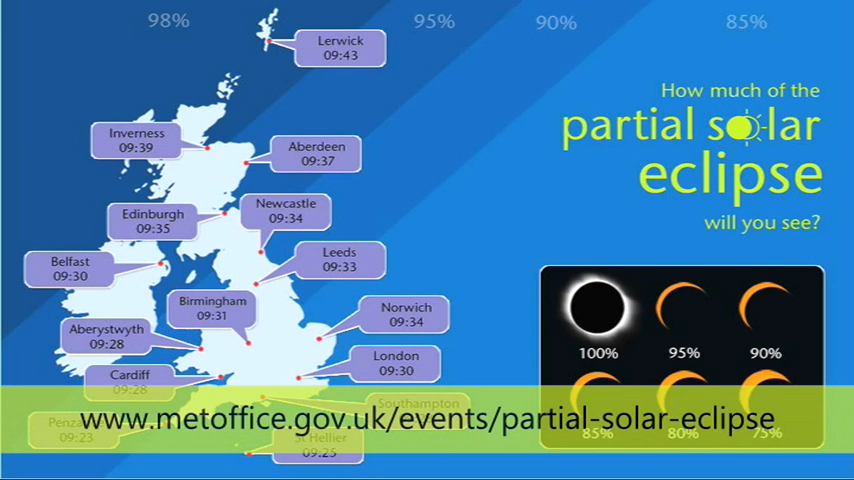 98%
95%
90%
85%
Lerwick
09:43
How much of the
partial solar
eclipse
will you see?
Inverness
09:39
Aberdeen
09:37
Edinburgh
09:35
Newcastle
09:34
Belfast
09:30
Leeds
09:33
Birmingham
09:31
Norwich
09:34
Aberystwyth
09:28
London
09:30
Cardiff
09:28
100%
95%
90%
Southampton
www.metoffice.gov.uk/events/partial-solar-eclipse
09:23
St Hellier
09:25
85%
80%
75%